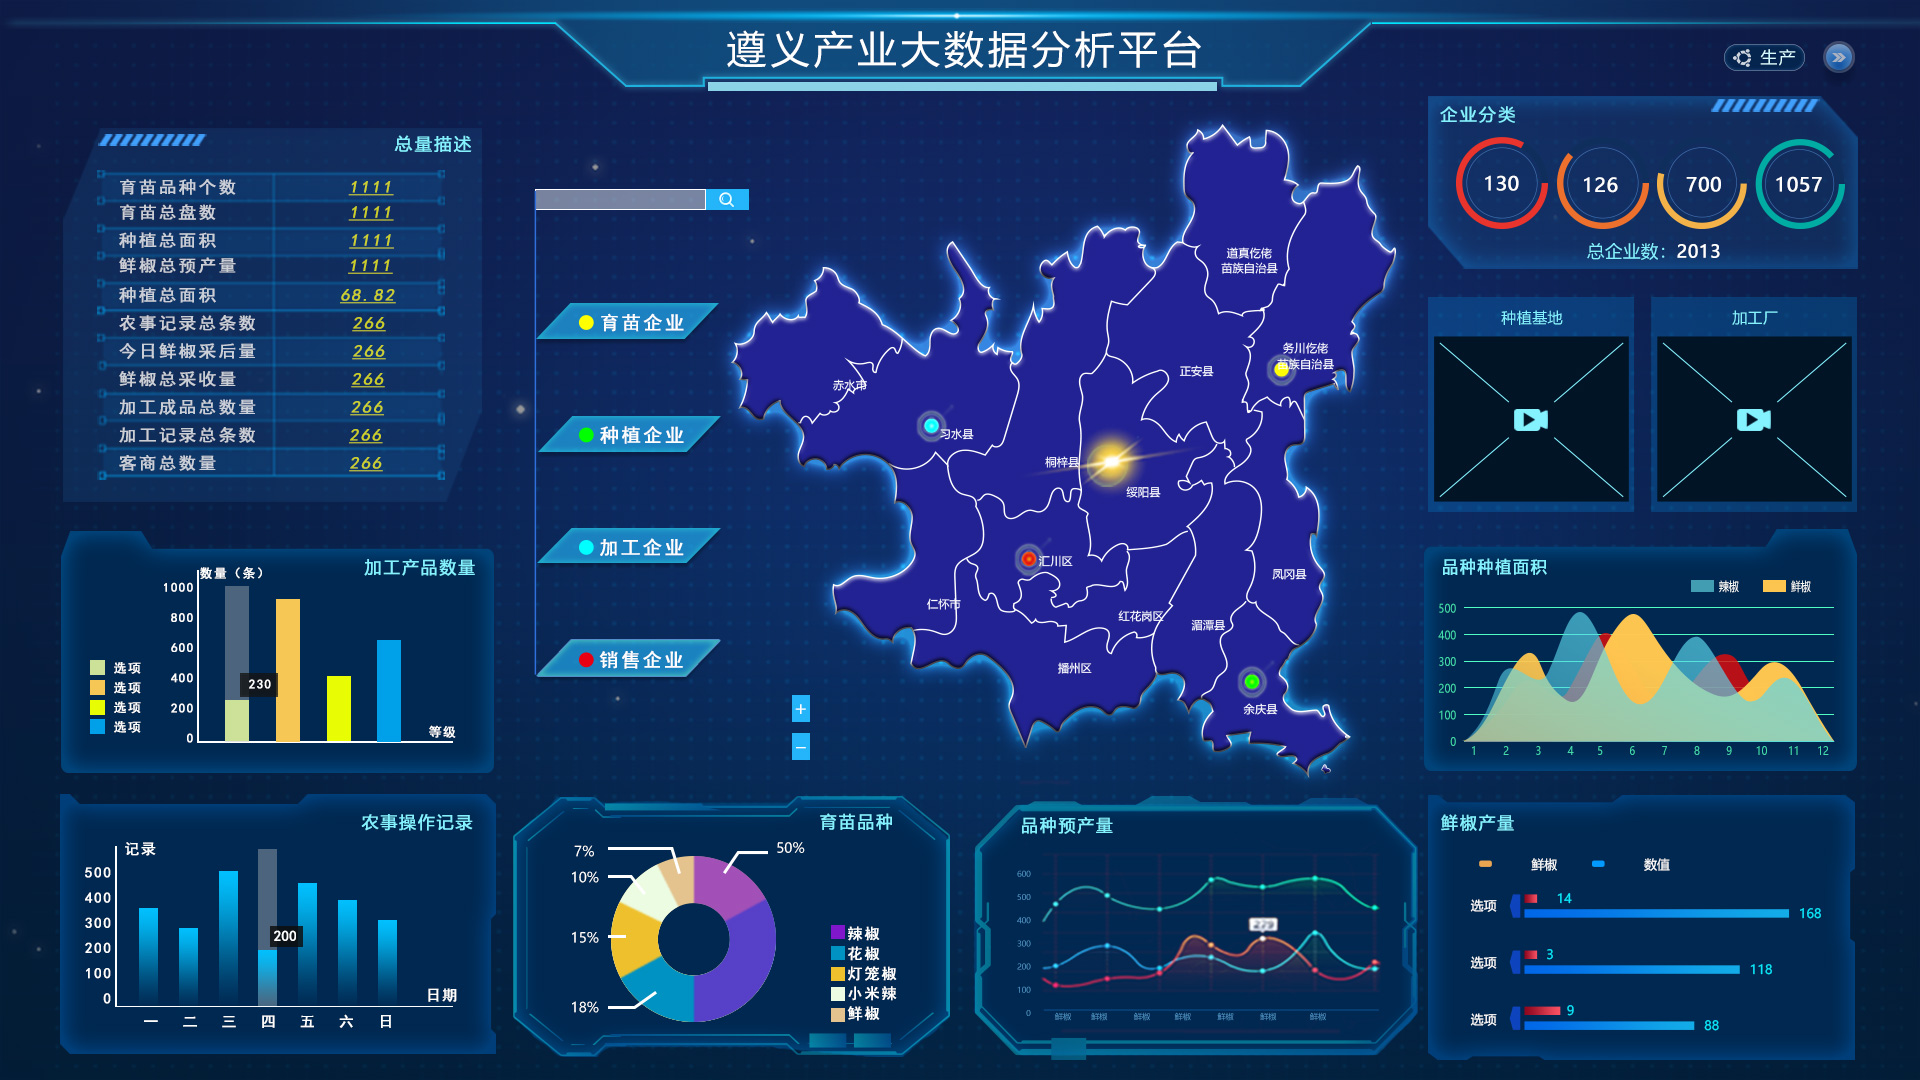 遵义产业大数据分析平台
生产
总量描述
育苗品种个数 1111
育苗总盘数 1111
种植总面积 1111
鲜椒总预产量 1111
种植总面积 68.82
农事记录总条数 266
今日鲜椒采后量 266
鲜椒总采收量 266
加工成品总数量 266
加工记录总条数 266
客商总数量 266
加工产品数量
数量（条）
1000
800
600
400
200
0
230
等级
选项
选项
选项
选项
农事操作记录
记录
500
400
300
200
100
0
200
日期
一 二 三 四 五 六 日
育苗企业
种植企业
加工企业
销售企业
+
−
道真仡佬
苗族自治县
务川仡佬
苗族自治县
正安县
赤水市
习水县
桐梓县
绥阳县
汇川区
凤冈县
仁怀市
红花岗区
湄潭县
播州区
余庆县
育苗品种
7%
50%
10%
15%
18%
辣椒
花椒
灯笼椒
小米辣
鲜椒
品种预产量
600
500
400
300
200
100
0
279
鲜椒 鲜椒 鲜椒 鲜椒 鲜椒 鲜椒 鲜椒
企业分类
130 126 700 1057
总企业数：2013
种植基地
加工厂
品种种植面积
辣椒 鲜椒
500
400
300
200
100
0
1 2 3 4 5 6 7 8 9 10 11 12
鲜椒产量
鲜椒 数值
选项 14 168
选项 3 118
选项 9 88